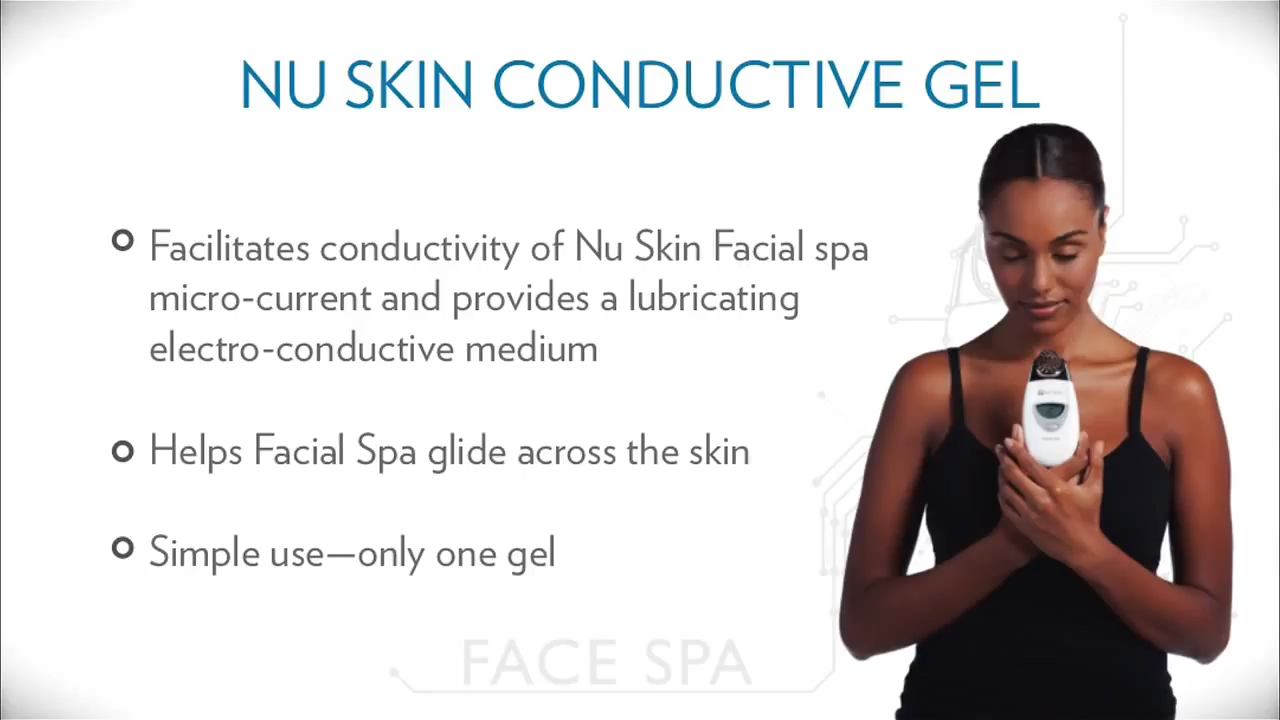 NU SKIN CONDUCTIVE GEL
Facilitates conductivity of Nu Skin Facial spa
micro-current and provides a lubricating
electro-conductive medium
Helps Facial Spa glide across the skin
Simple use—only one gel
FACE SPA